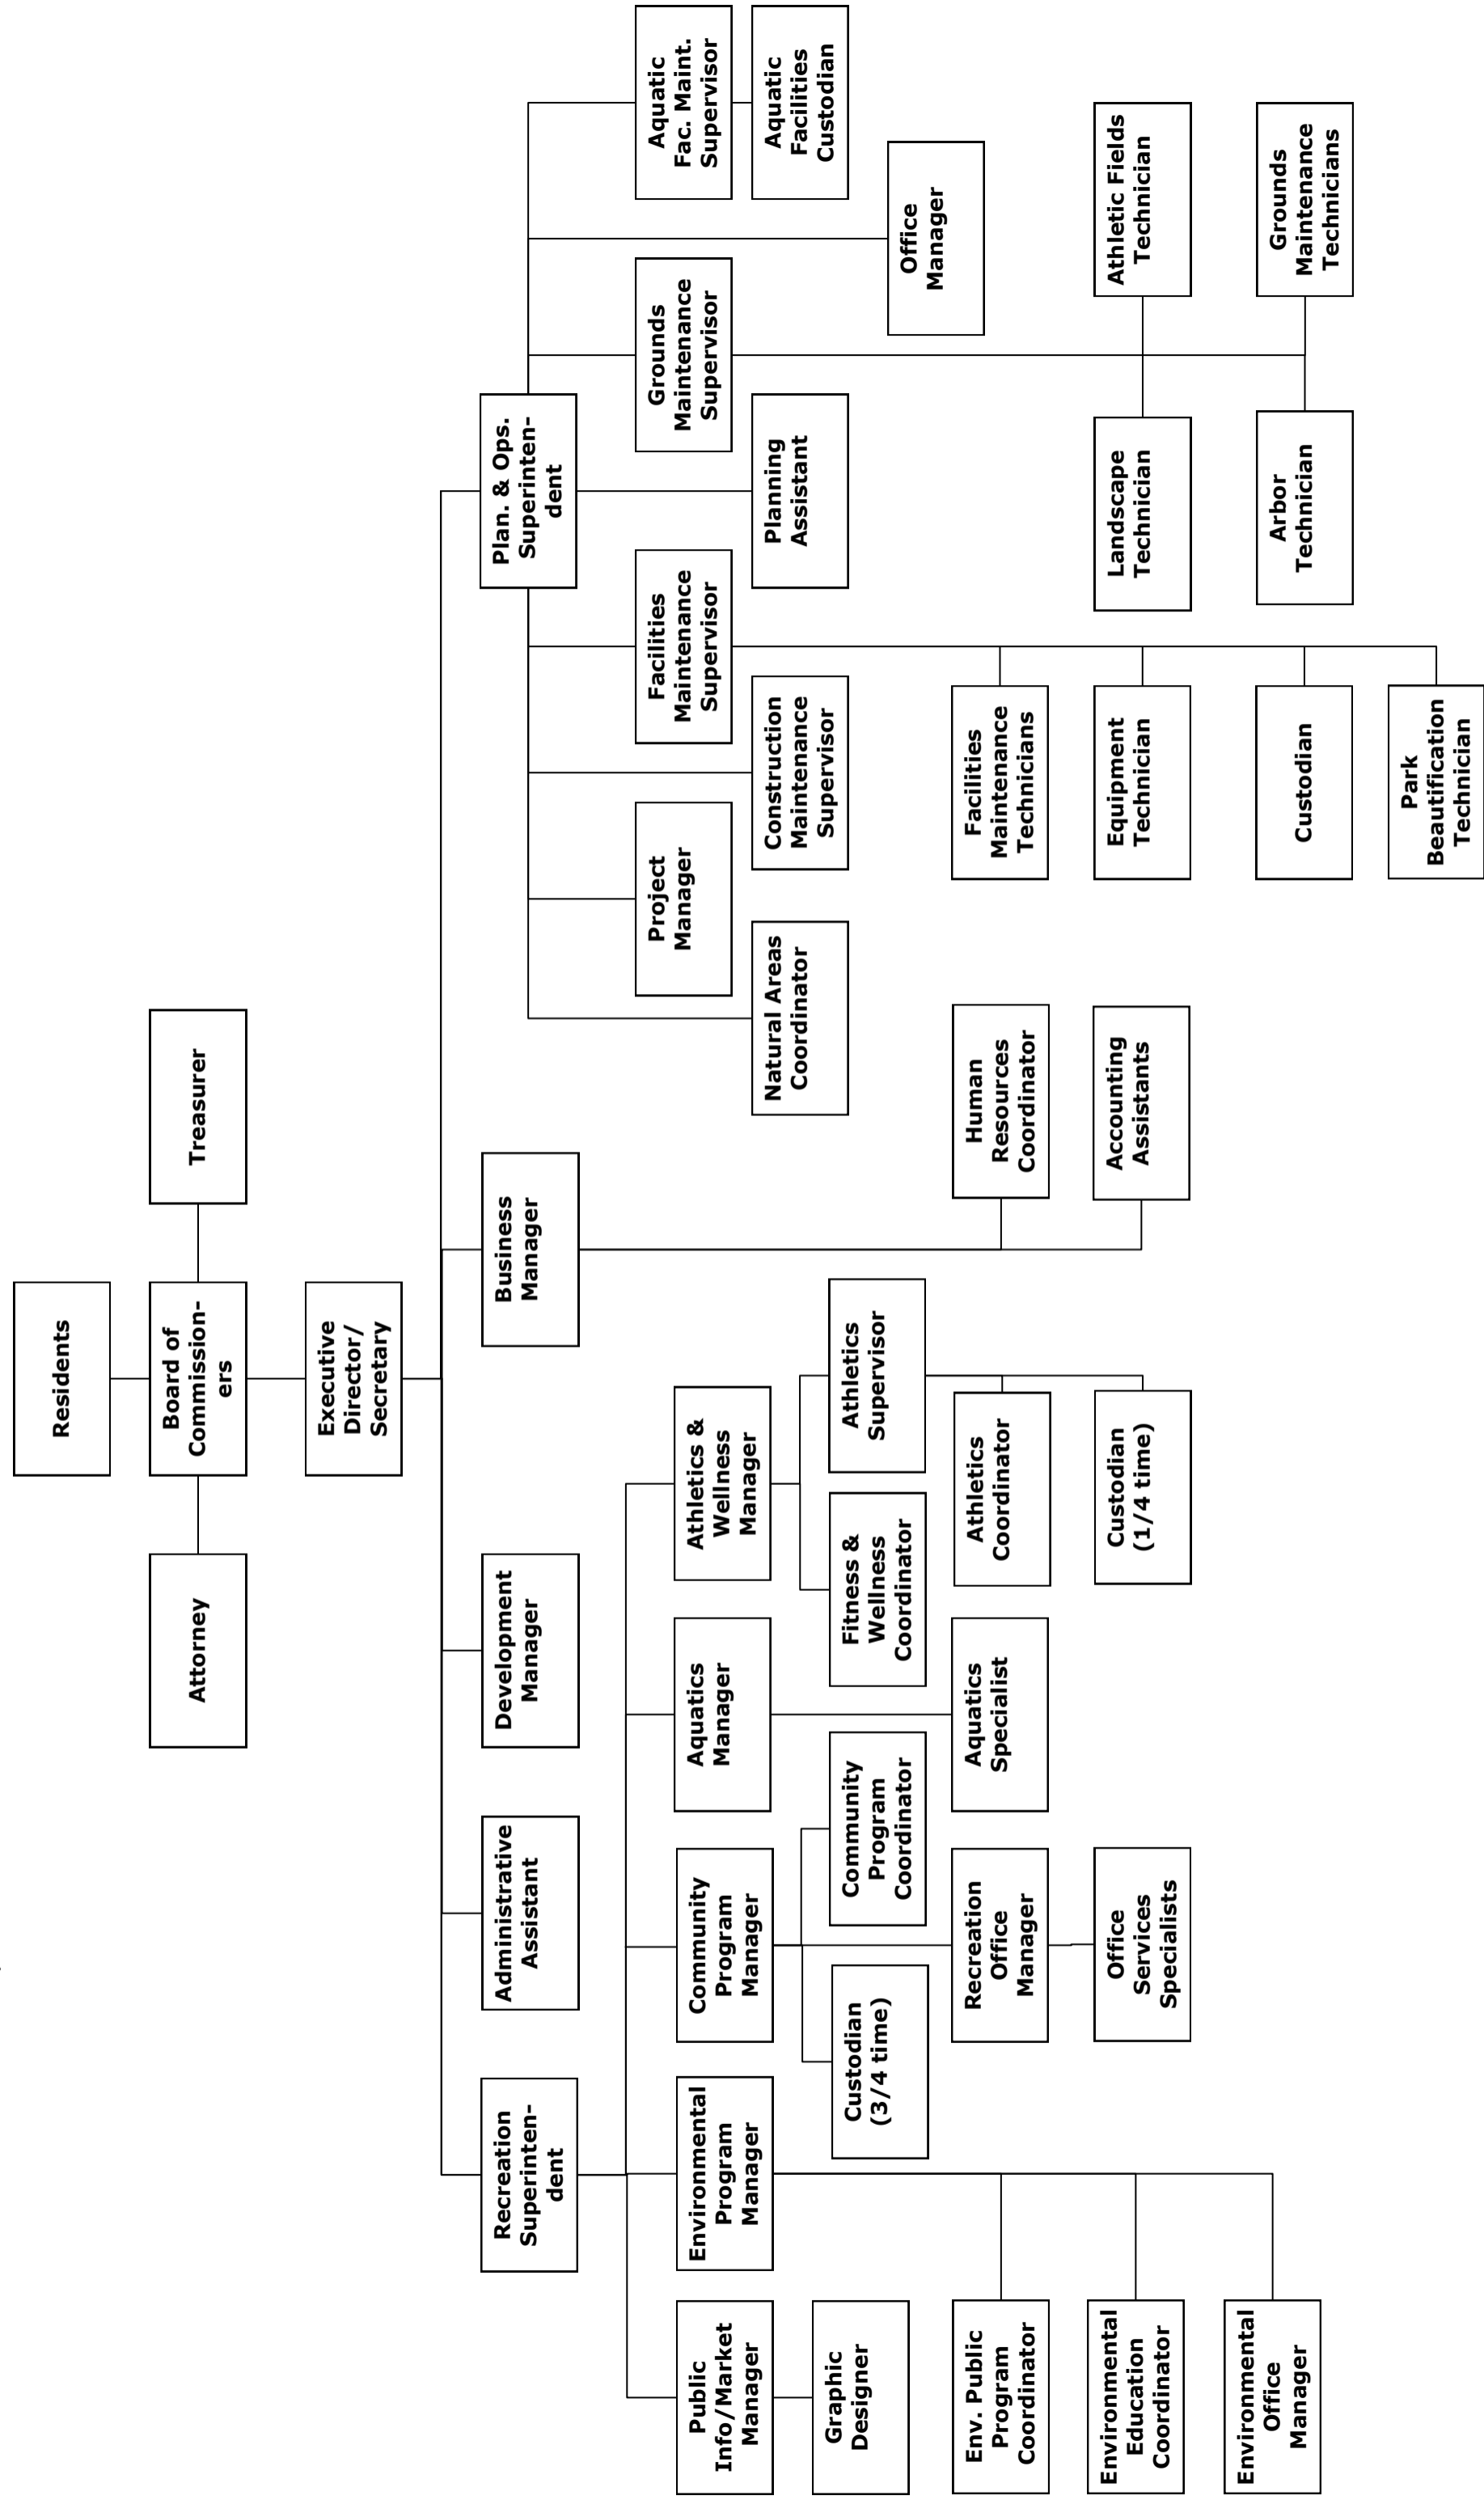 Residents
Attorney
Board of
Commission-
ers
Treasurer
Executive
Director/
Secretary
Recreation
Superinten-
dent
Administrative
Assistant
Development
Manager
Business
Manager
Plan. & Ops.
Superinten-
dent
Public
Info/Market
Manager
Environmental
Program
Manager
Community
Program
Manager
Aquatics
Manager
Athletics &
Wellness
Manager
Project
Manager
Facilities
Maintenance
Supervisor
Grounds
Maintenance
Supervisor
Aquatic
Fac. Maint.
Supervisor
Natural Areas
Coordinator
Construction
Maintenance
Supervisor
Planning
Assistant
Aquatic
Facilities
Custodian
Graphic
Designer
Custodian
(3/4 time)
Community
Program
Coordinator
Fitness &
Wellness
Coordinator
Athletics
Supervisor
Office
Manager
Env. Public
Program
Coordinator
Recreation
Office
Manager
Aquatics
Specialist
Athletics
Coordinator
Human
Resources
Coordinator
Facilities
Maintenance
Technicians
Environmental
Education
Coordinator
Office
Services
Specialists
Custodian
(1/4 time)
Accounting
Assistants
Equipment
Technician
Landscape
Technician
Athletic Fields
Technician
Environmental
Office
Manager
Custodian
Arbor
Technician
Grounds
Maintenance
Technicians
Park
Beautification
Technician